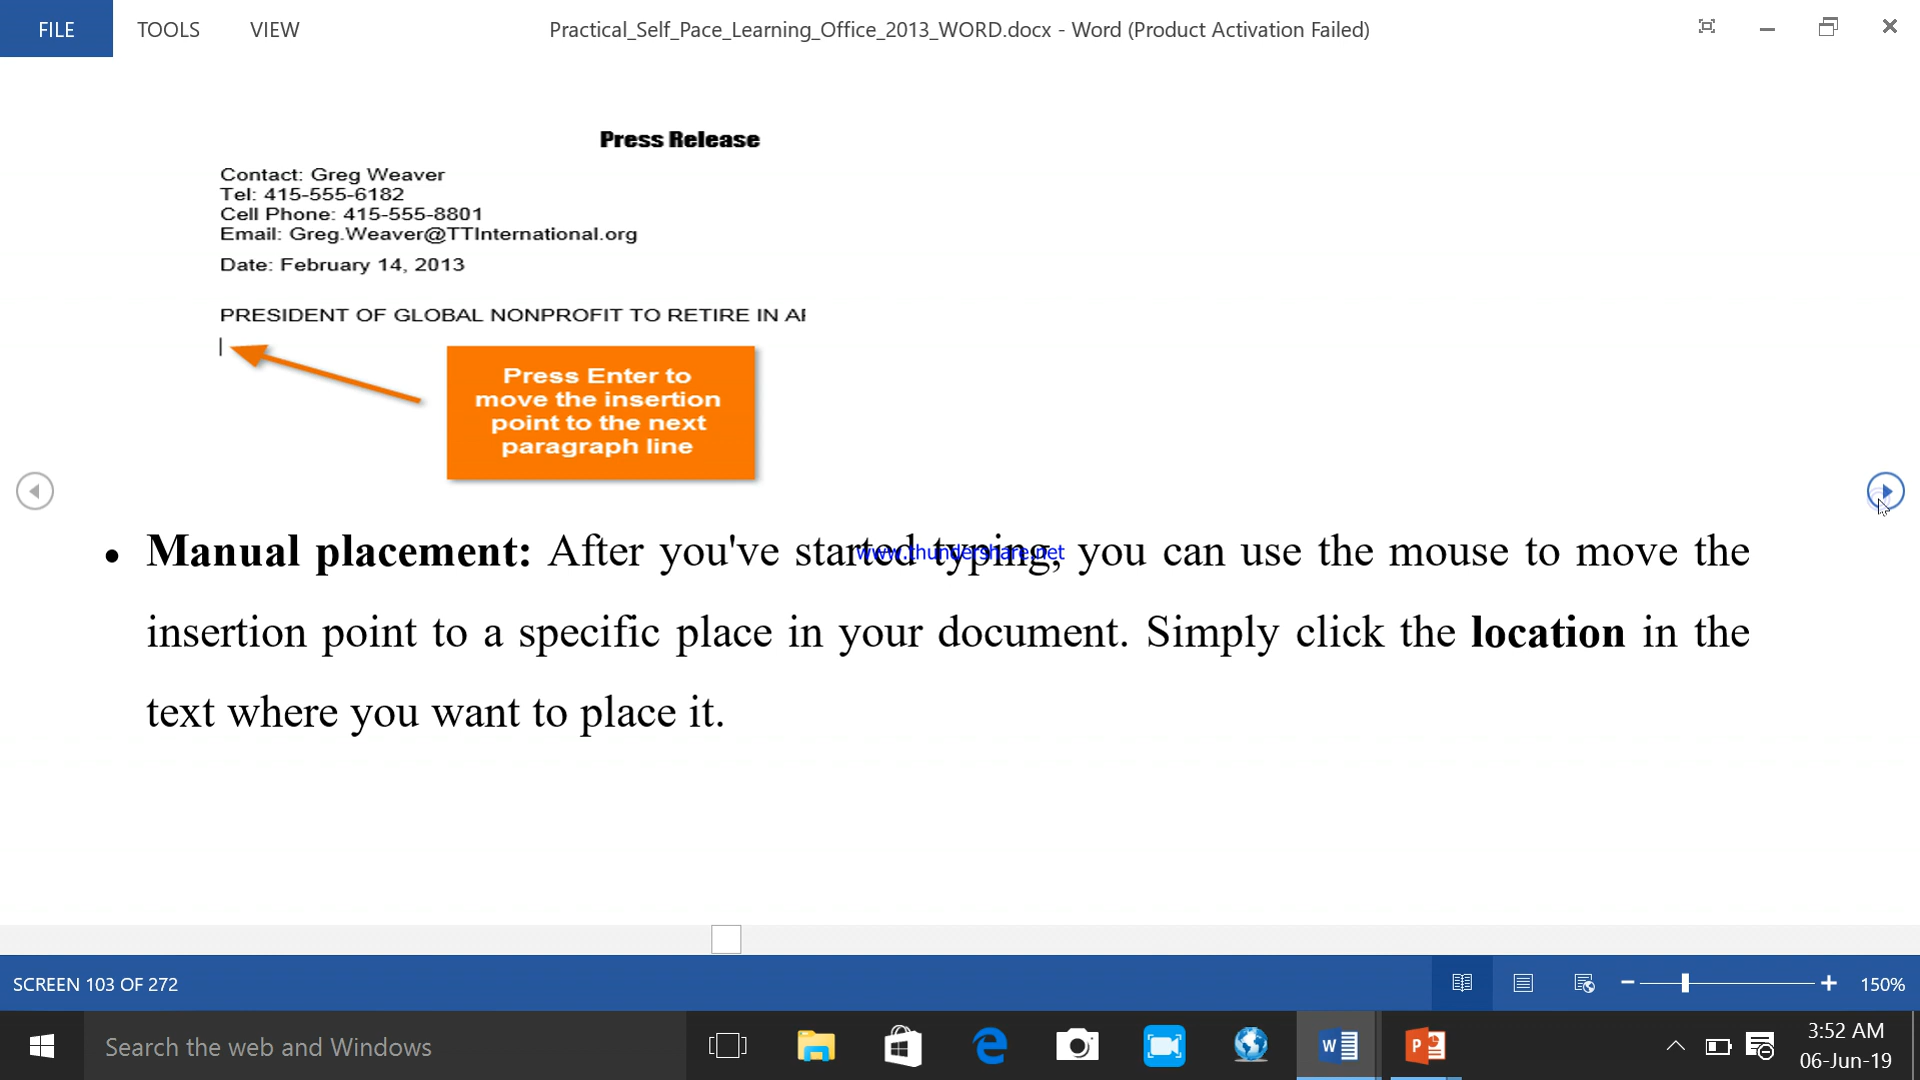 FILE TOOLS VIEW Practical_Self_Pace_Learning_Office_2013_WORD.docx - Word (Product Activation Failed)
Press Release
Contact: Greg Weaver
Tel: 415-555-6182
Cell Phone: 415-555-8801
Email: Greg.Weaver@TTInternational.org
Date: February 14, 2013
PRESIDENT OF GLOBAL NONPROFIT TO RETIRE IN
Press Enter to
move the insertion
point to the next
paragraph line
• Manual placement: After you've started typing, you can use the mouse to move the
www.thundershare.net
insertion point to a specific place in your document. Simply click the location in the
text where you want to place it.
SCREEN 103 OF 272
150%
Search the web and Windows
3:52 AM
06-Jun-19